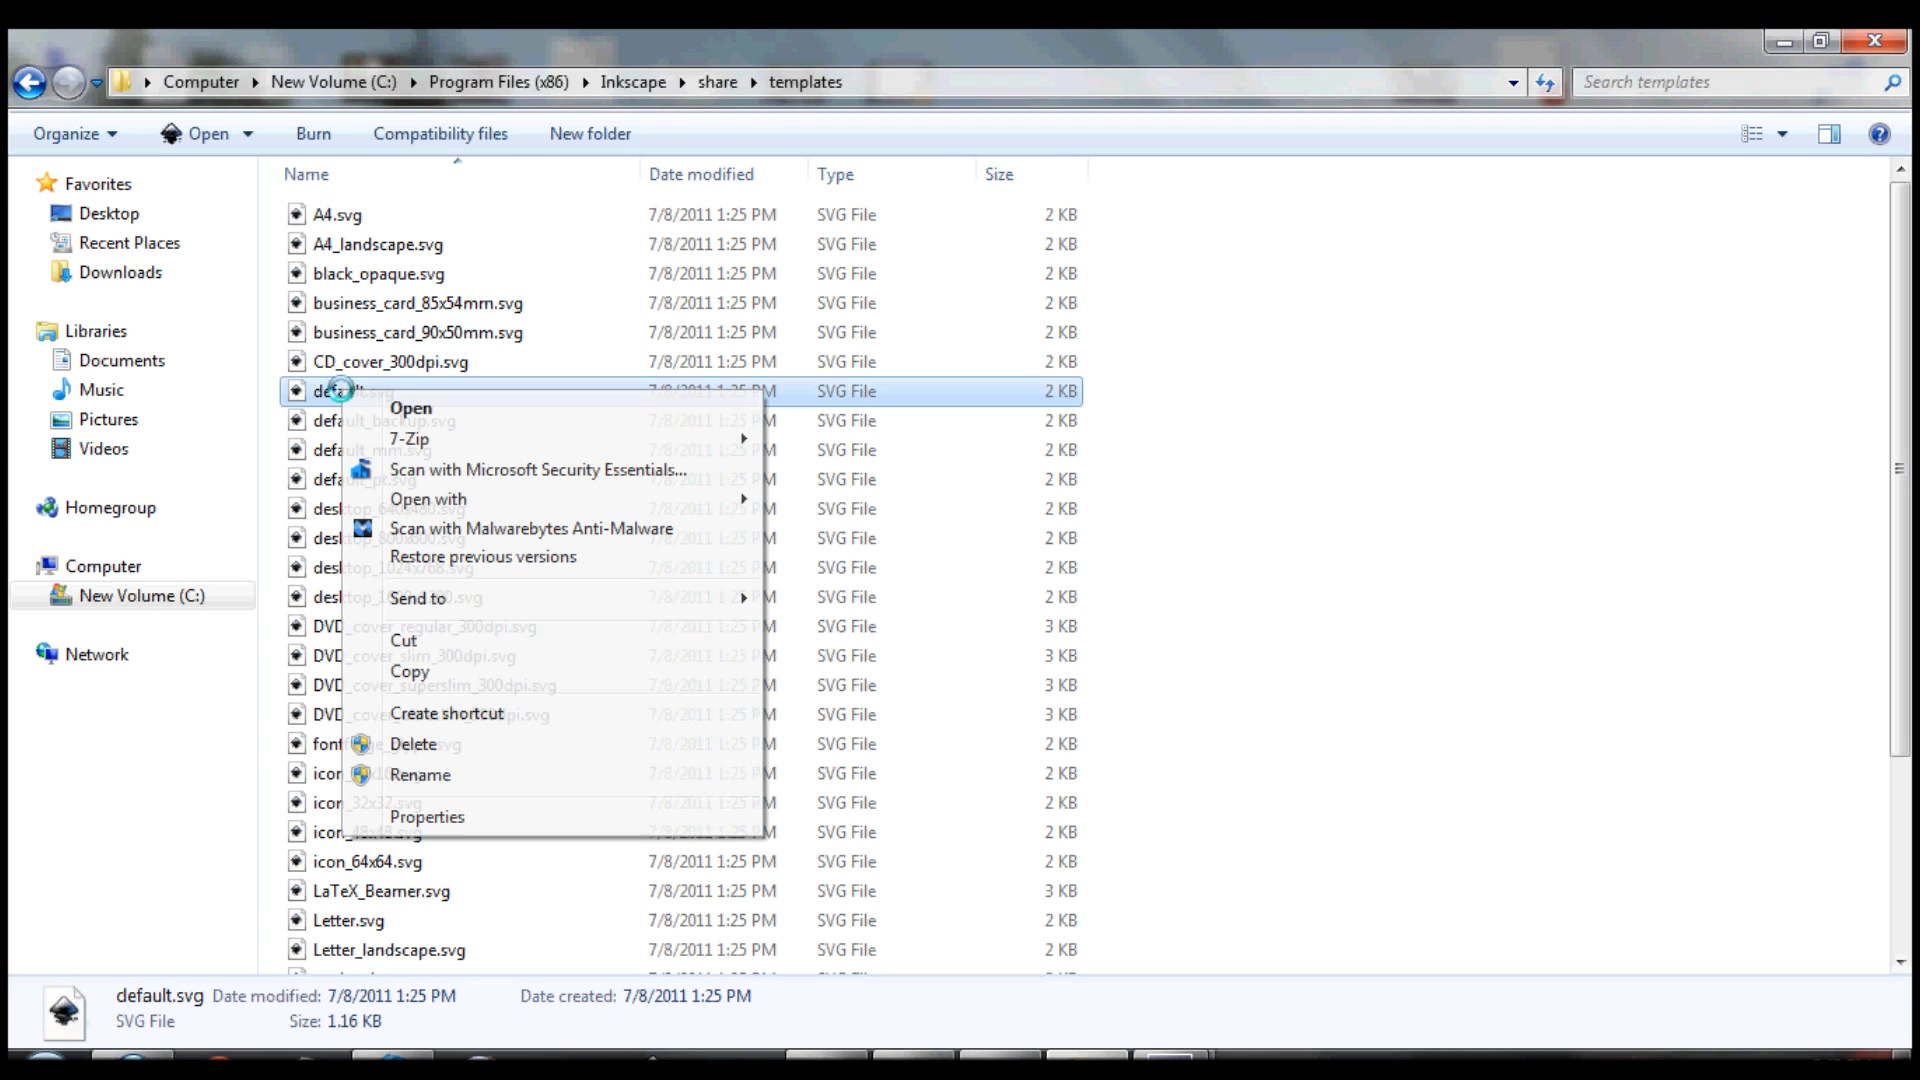 Computer New Volume (C:) Program Files (x86) Inkscape share templates Search templates
Organize Open Burn Compatibility files New folder
Name Date modified Type Size
Favorites
Desktop
Recent Places
Downloads
Libraries
Documents
Music
Pictures
Videos
Homegroup
Computer
New Volume (C:)
Network
A4.svg 7/8/2011 1:25 PM SVG File 2 KB
A4_landscape.svg 7/8/2011 1:25 PM SVG File 2 KB
black_opaque.svg 7/8/2011 1:25 PM SVG File 2 KB
business_card_85x54mm.svg 7/8/2011 1:25 PM SVG File 2 KB
business_card_90x50mm.svg 7/8/2011 1:25 PM SVG File 2 KB
CD_cover_300dpi.svg 7/8/2011 1:25 PM SVG File 2 KB
default.svg 7/8/2011 1:25 PM SVG File 2 KB
default_backup.svg 7/8/2011 1:25 PM SVG File 2 KB
default_mm.svg 7/8/2011 1:25 PM SVG File 2 KB
default_pt.svg 7/8/2011 1:25 PM SVG File 2 KB
desktop_640x480.svg 7/8/2011 1:25 PM SVG File 2 KB
desktop_800x600.svg 7/8/2011 1:25 PM SVG File 2 KB
desktop_1024x768.svg 7/8/2011 1:25 PM SVG File 2 KB
7/8/2011 1:25 PM SVG File 2 KB
DVD_cover_regular_300dpi.svg 7/8/2011 1:25 PM SVG File 3 KB
DVD_cover_slim_300dpi.svg 7/8/2011 1:25 PM SVG File 3 KB
DVD_cover_superslim_300dpi.svg 7/8/2011 1:25 PM SVG File 3 KB
7/8/2011 1:25 PM SVG File 3 KB
7/8/2011 1:25 PM SVG File 2 KB
7/8/2011 1:25 PM SVG File 2 KB
icon_32x32.svg 7/8/2011 1:25 PM SVG File 2 KB
icon_48x48.svg 7/8/2011 1:25 PM SVG File 2 KB
icon_64x64.svg 7/8/2011 1:25 PM SVG File 2 KB
LaTeX_Beamer.svg 7/8/2011 1:25 PM SVG File 3 KB
Letter.svg 7/8/2011 1:25 PM SVG File 2 KB
Letter_landscape.svg 7/8/2011 1:25 PM SVG File 2 KB
Open
7-Zip
Scan with Microsoft Security Essentials...
Open with
Scan with Malwarebytes Anti-Malware
Restore previous versions
Send to
Cut
Copy
Create shortcut
Delete
Rename
Properties
default.svg Date modified: 7/8/2011 1:25 PM Date created: 7/8/2011 1:25 PM
SVG File Size: 1.16 KB